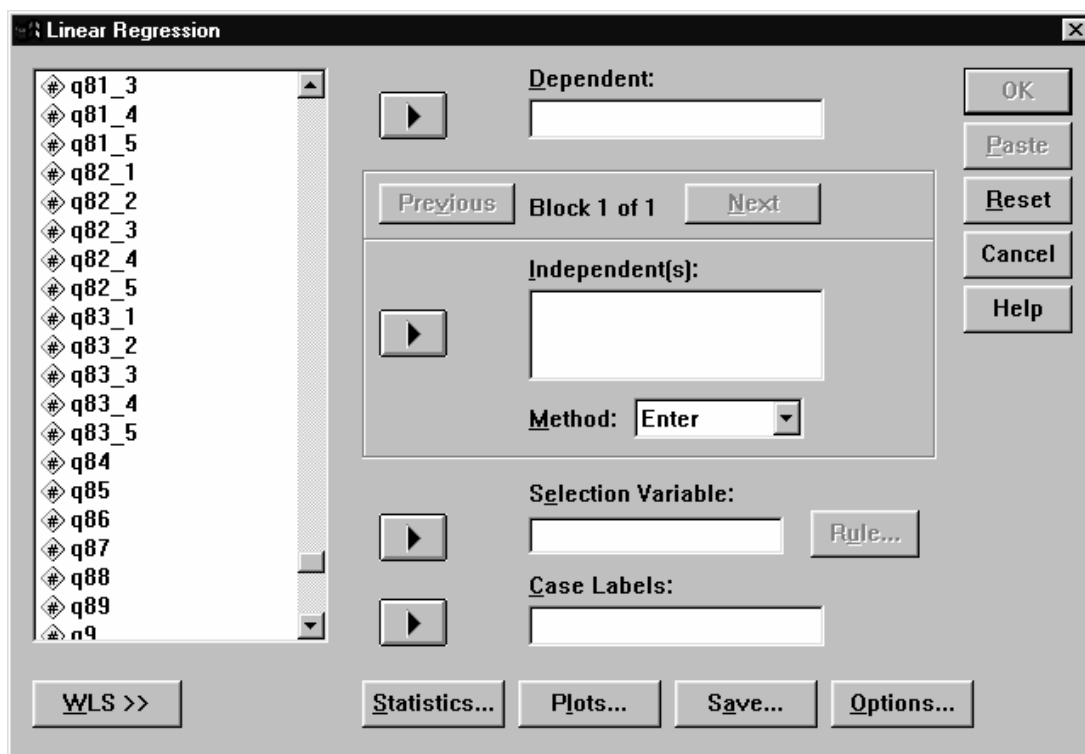 Linear Regression
q81_3
q81_4
q81_5
q82_1
q82_2
q82_3
q82_4
q82_5
q83_1
q83_2
q83_3
q83_4
q83_5
q84
q85
q86
q87
q88
q89
q9
WLS >>
Dependent:
Previous
Block 1 of 1
Next
Independent(s):
Method:
Enter
Selection Variable:
Rule...
Case Labels:
Statistics...
Plots...
Save...
Options...
OK
Paste
Reset
Cancel
Help